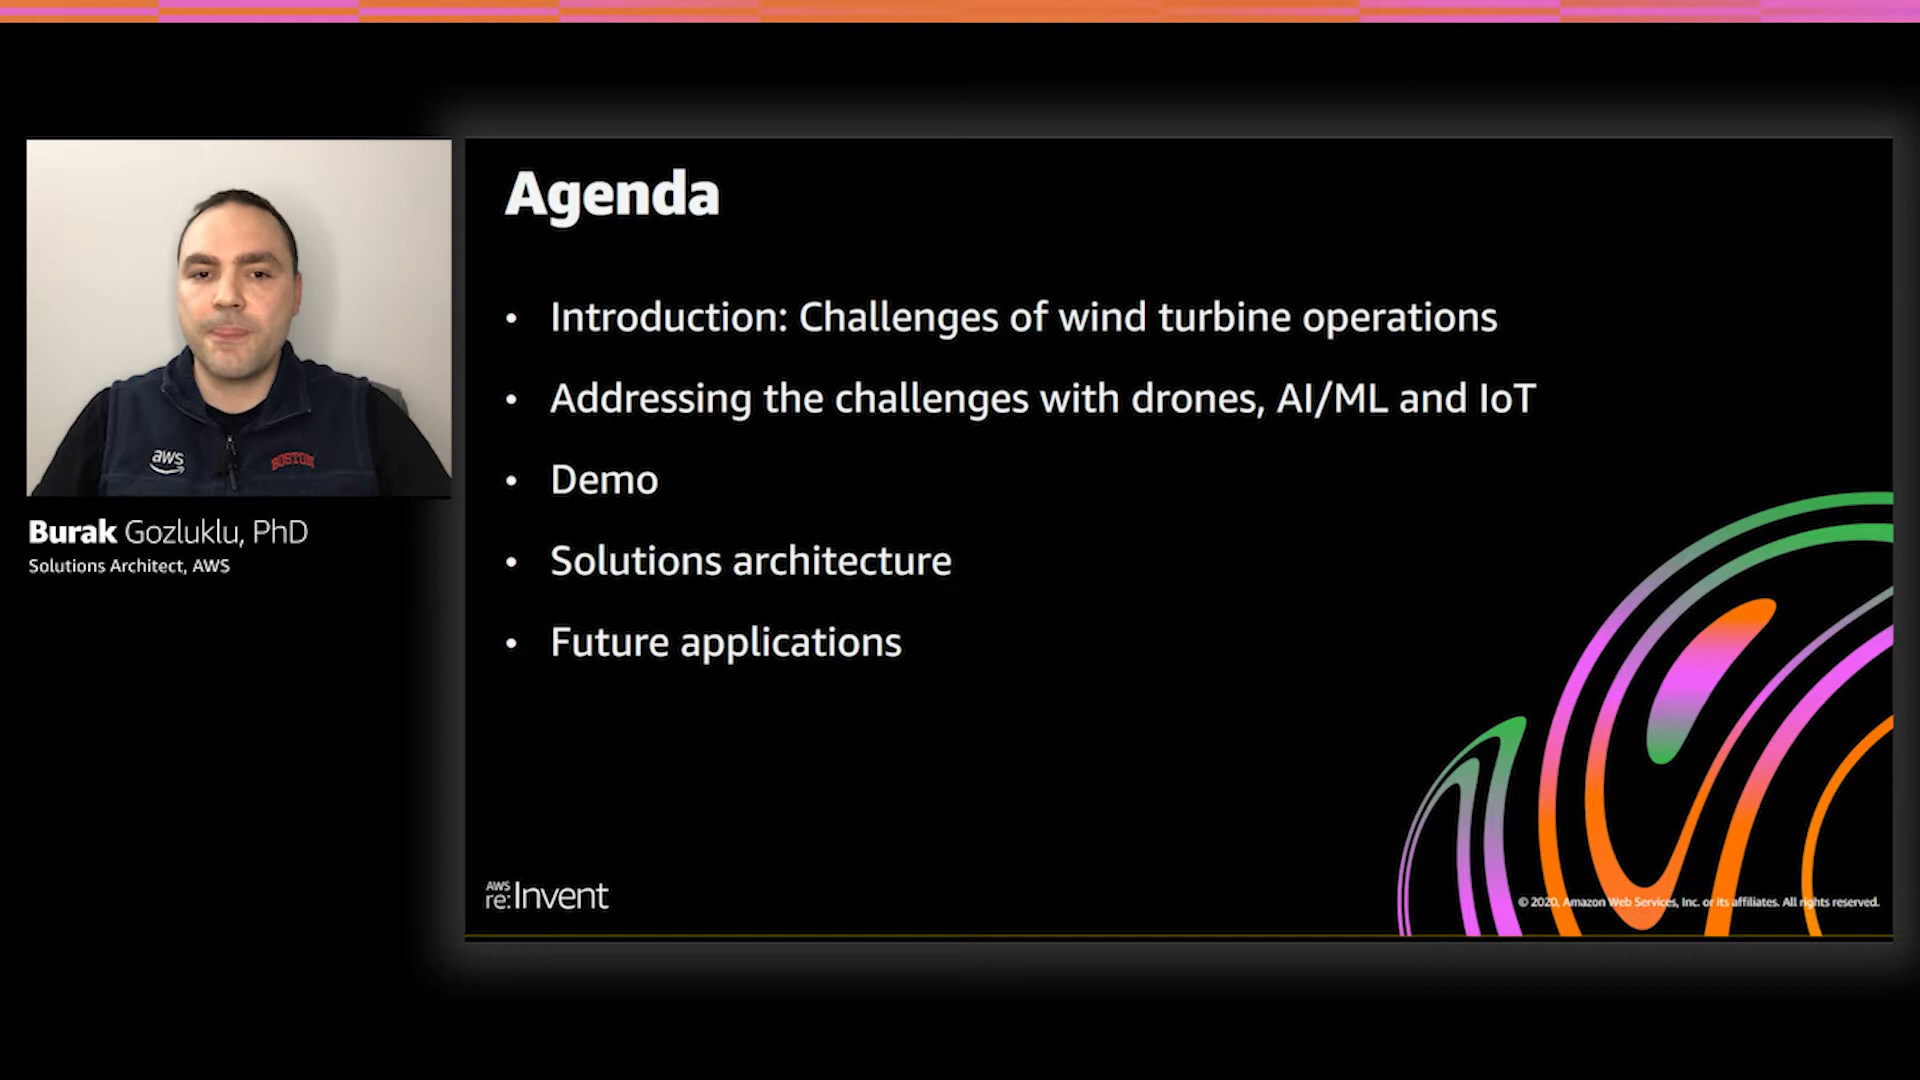 Agenda
• Introduction: Challenges of wind turbine operations
• Addressing the challenges with drones, AI/ML and IoT
• Demo
• Solutions architecture
• Future applications
aws
BOSTON
Burak Gozluklu, PhD
Solutions Architect, AWS
AWS
re:Invent
© 2020, Amazon Web Services, Inc. or its affiliates. All rights reserved.